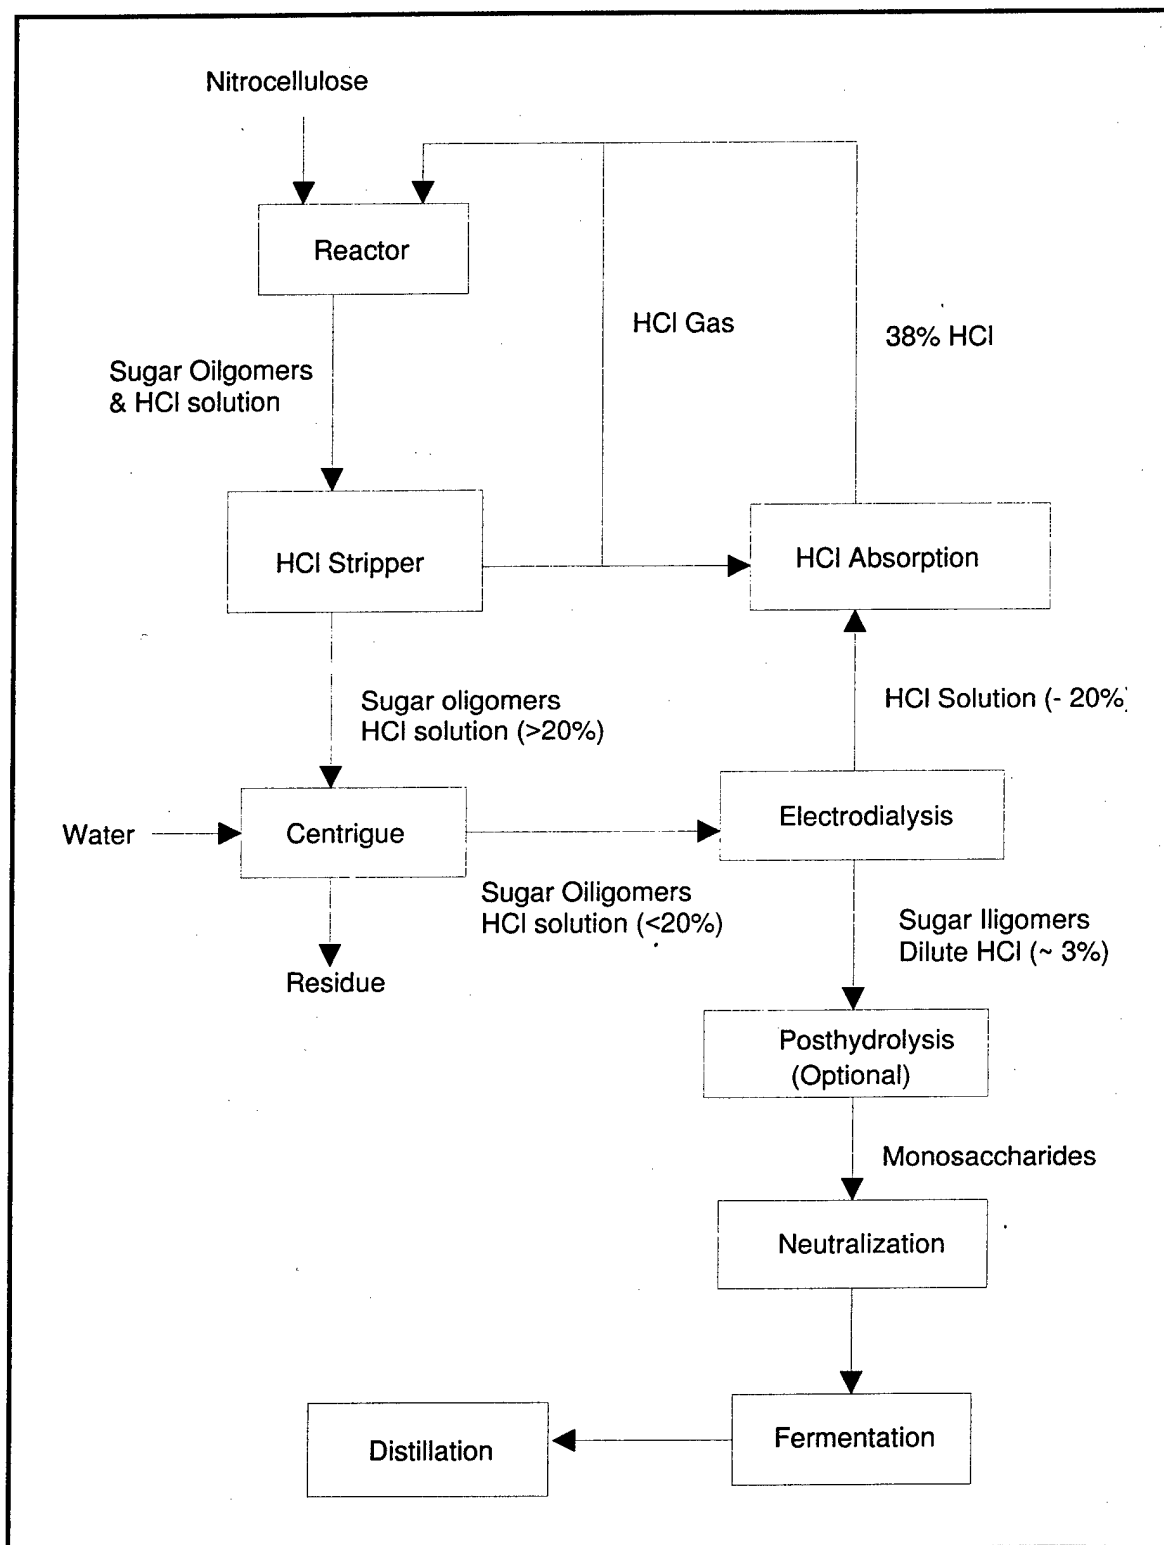 Nitrocellulose
Reactor
HCl Gas
38% HCl
Sugar Oilgomers
& HCl solution
HCl Stripper
HCl Absorption
Sugar oligomers
HCl solution (>20%)
HCl Solution (- 20%)
Water
Centrigue
Electrodialysis
Sugar Oiligomers
HCl solution (<20%)
Sugar Iligomers
Dilute HCl (~ 3%)
Residue
Posthydrolysis
(Optional)
Monosaccharides
Neutralization
Fermentation
Distillation